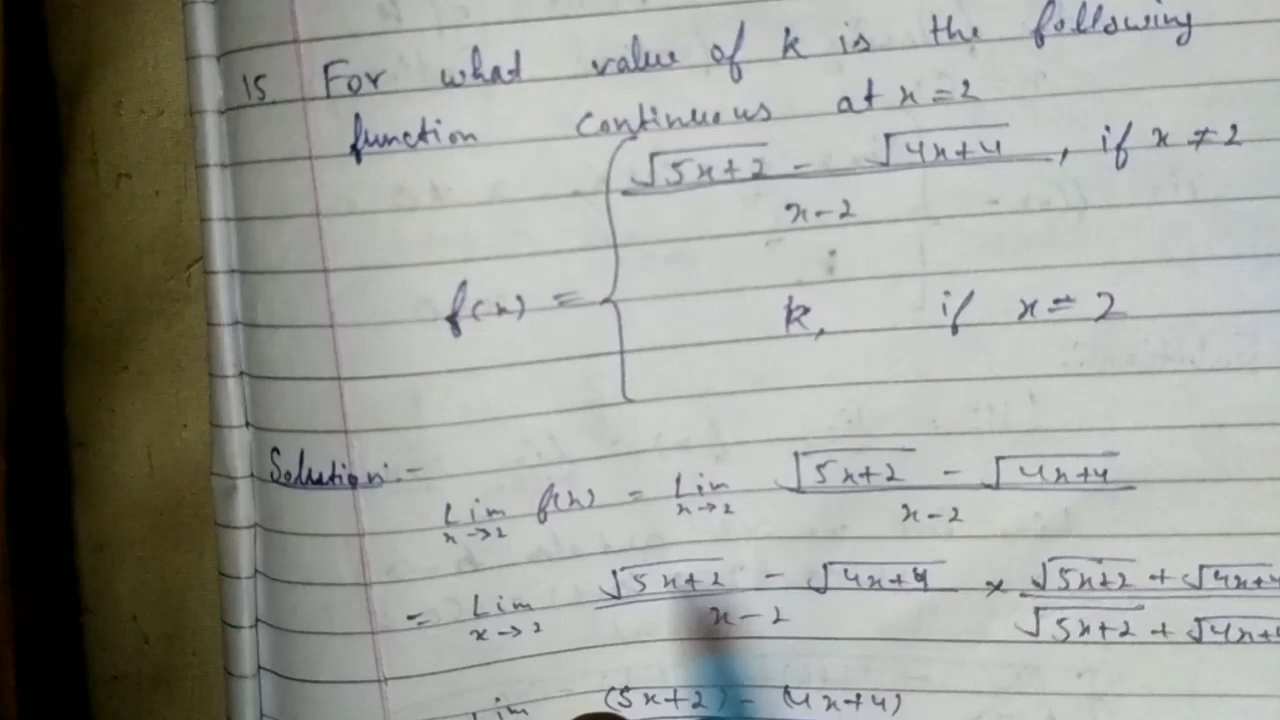 15. For what value of k is the following
function continuous at x = 2
f(x) = { (√5x+2 - √4x+4) / (x-2) , if x ≠ 2
k, if x = 2
Solution:-
Lim x→2 f(x) = Lim x→2 (√5x+2 - √4x+4) / (x-2)
= Lim x→2 (√5x+2 - √4x+4) / (x-2) × (√5x+2 + √4x+4) / (√5x+2 + √4x+
Lim (5x+2) - (4x+4)